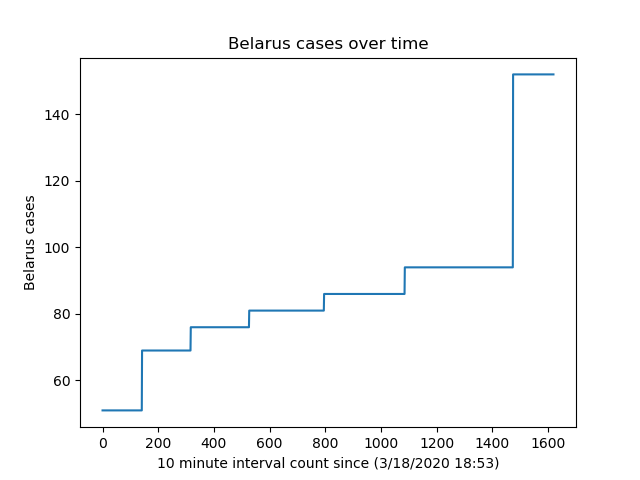 Belarus cases over time
140
120
100
80
60
Belarus cases
0 200 400 600 800 1000 1200 1400 1600
10 minute interval count since (3/18/2020 18:53)